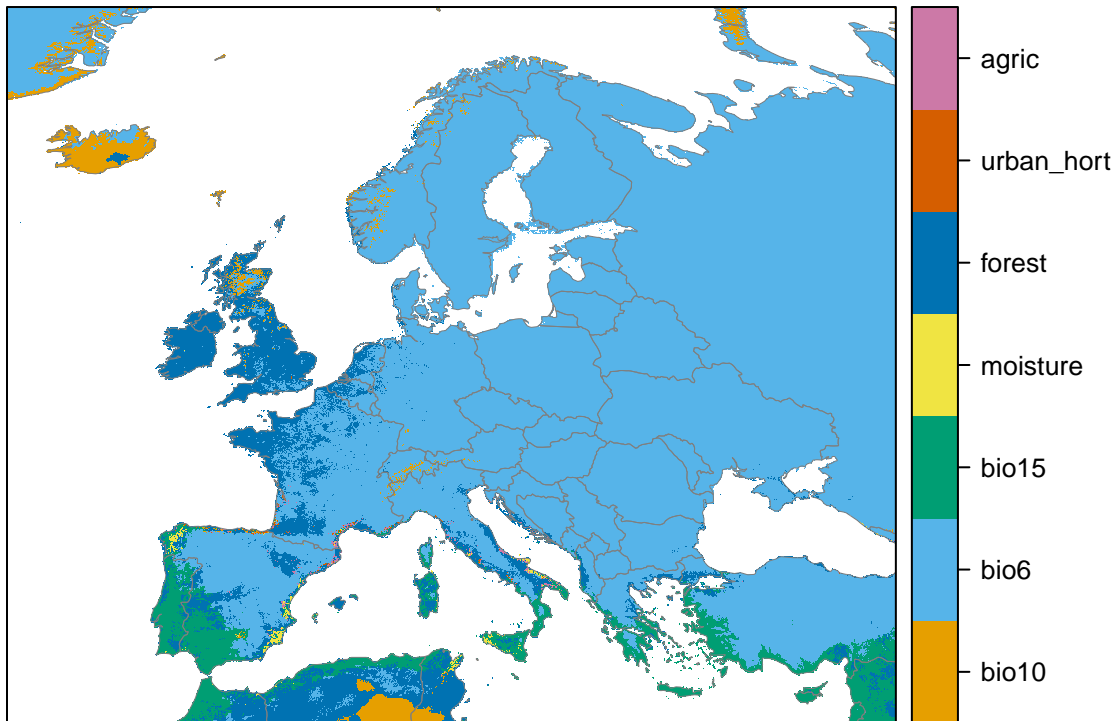 agric
urban_hort
forest
moisture
bio15
bio6
bio10